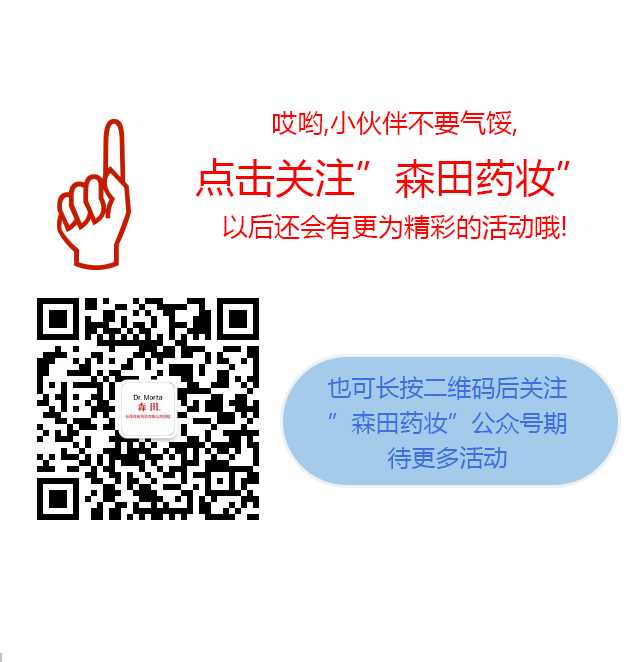 哎哟,小伙伴不要气馁,
点击关注”森田药妆”
以后还会有更为精彩的活动哦!
Dr. Morita
森田
也可长按二维码后关注
”森田药妆”公众号期
待更多活动